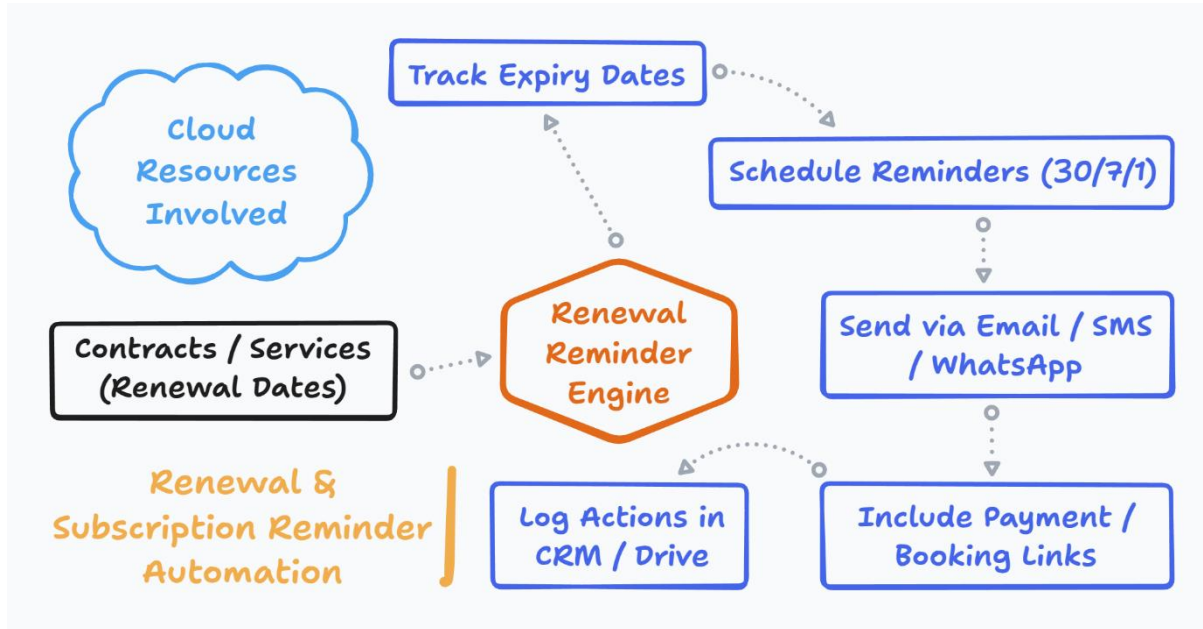 Track Expiry Dates
Cloud
Resources
Involved
Schedule Reminders (30/7/1)
Renewal
Reminder
Engine
Contracts / Services
(Renewal Dates)
Send via Email / SMS
/ WhatsApp
Renewal &
Subscription Reminder
Automation
Log Actions in
CRM / Drive
Include Payment /
Booking Links